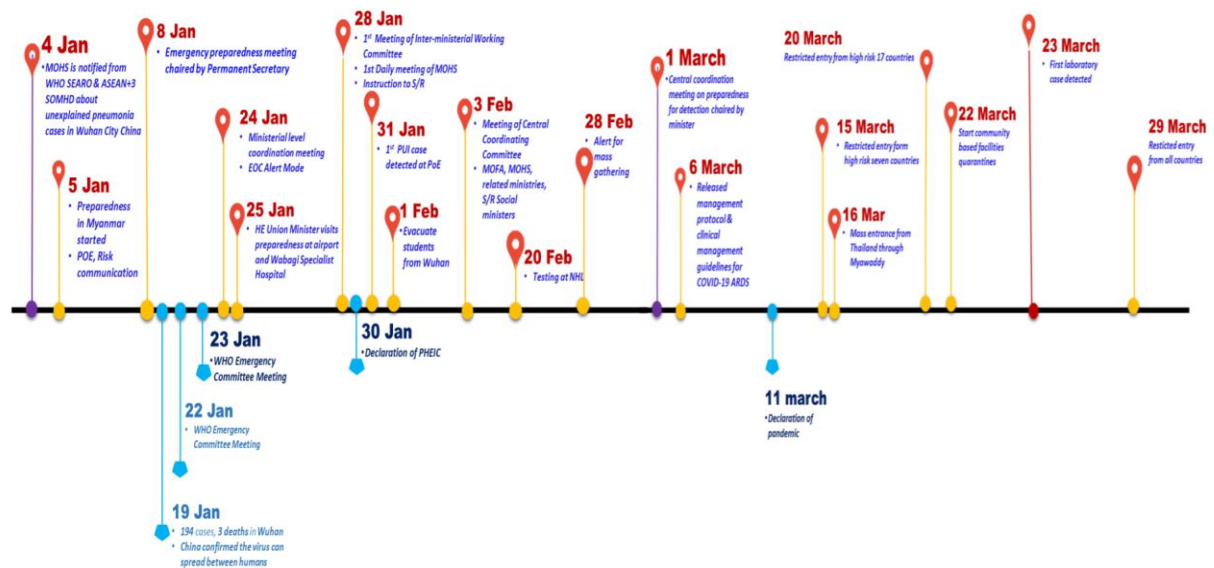 4 Jan
•MOHS is notified from
WHO SEARO & ASEAN+3
SOMHD about
unexplained pneumonia
cases in Wuhan City China
5 Jan
• Preparedness
in Myanmar
started
• POE, Risk
communication
8 Jan
• Emergency preparedness meeting
chaired by Permanent Secretary
19 Jan
• 194 cases, 3 deaths in Wuhan
• China confirmed the virus can
spread between humans
22 Jan
• WHO Emergency
Committee Meeting
23 Jan
•WHO Emergency
Committee Meeting
24 Jan
• Ministerial level
coordination meeting
• EOC Alert Mode
25 Jan
• HE Union Minister visits
preparedness at airport
and Wabagi Specialist
Hospital
28 Jan
• 1st Meeting of Inter-ministerial Working
Committee
• 1st Daily meeting of MOHS
• Instruction to S/R
30 Jan
•Declaration of PHEIC
31 Jan
• 1st PUI case
detected at PoE
1 Feb
•Evacuate
students
from Wuhan
3 Feb
• Meeting of Central
Coordinating
Committee
• MOFA, MOHS,
related ministries,
S/R Social
ministers
20 Feb
• Testing at NHL
28 Feb
• Alert for
mass
gathering
1 March
•Central coordination
meeting on preparedness
for detection chaired by
minister
6 March
• Released
management
protocol &
clinical
management
guidelines for
COVID-19 ARDS
11 march
•Declaration of
pandemic
15 March
• Restricted entry form
high risk seven countries
16 Mar
• Mass entrance from
Thailand through
Myawaddy
20 March
Restricted entry from high risk 17 countries
22 March
Start community
based facilities
quarantines
23 March
• First laboratory
case detected
29 March
Resticted entry
from all countries